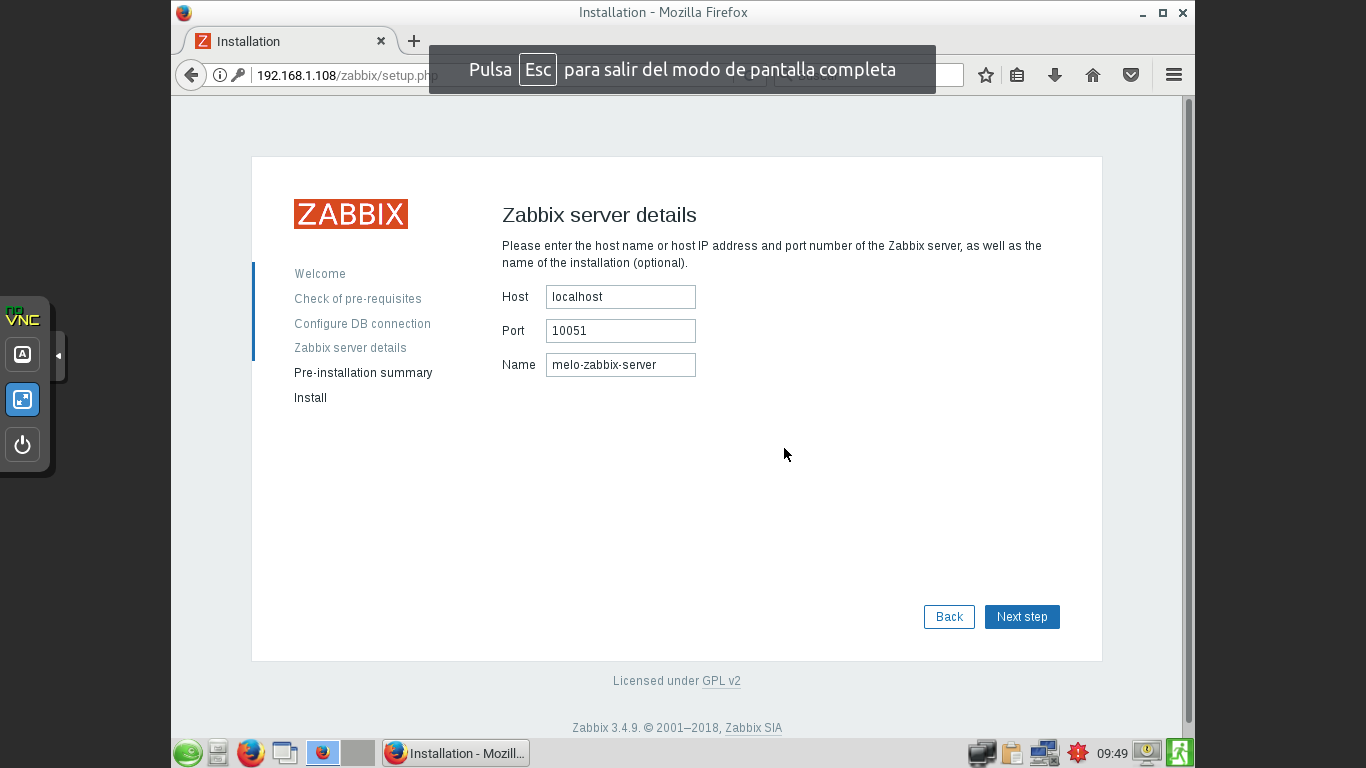 Installation - Mozilla Firefox
Installation
Pulsa Esc para salir del modo de pantalla completa
192.168.1.108/zabbix/setup.php
ZABBIX
Welcome
Check of pre-requisites
Configure DB connection
Zabbix server details
Pre-installation summary
Install
Zabbix server details
Please enter the host name or host IP address and port number of the Zabbix server, as well as the
name of the installation (optional).
Host localhost
Port 10051
Name melo-zabbix-server
Back Next step
Licensed under GPL v2
Zabbix 3.4.9. © 2001–2018, Zabbix SIA
no
VNC
A
Installation - Mozill...
09:49